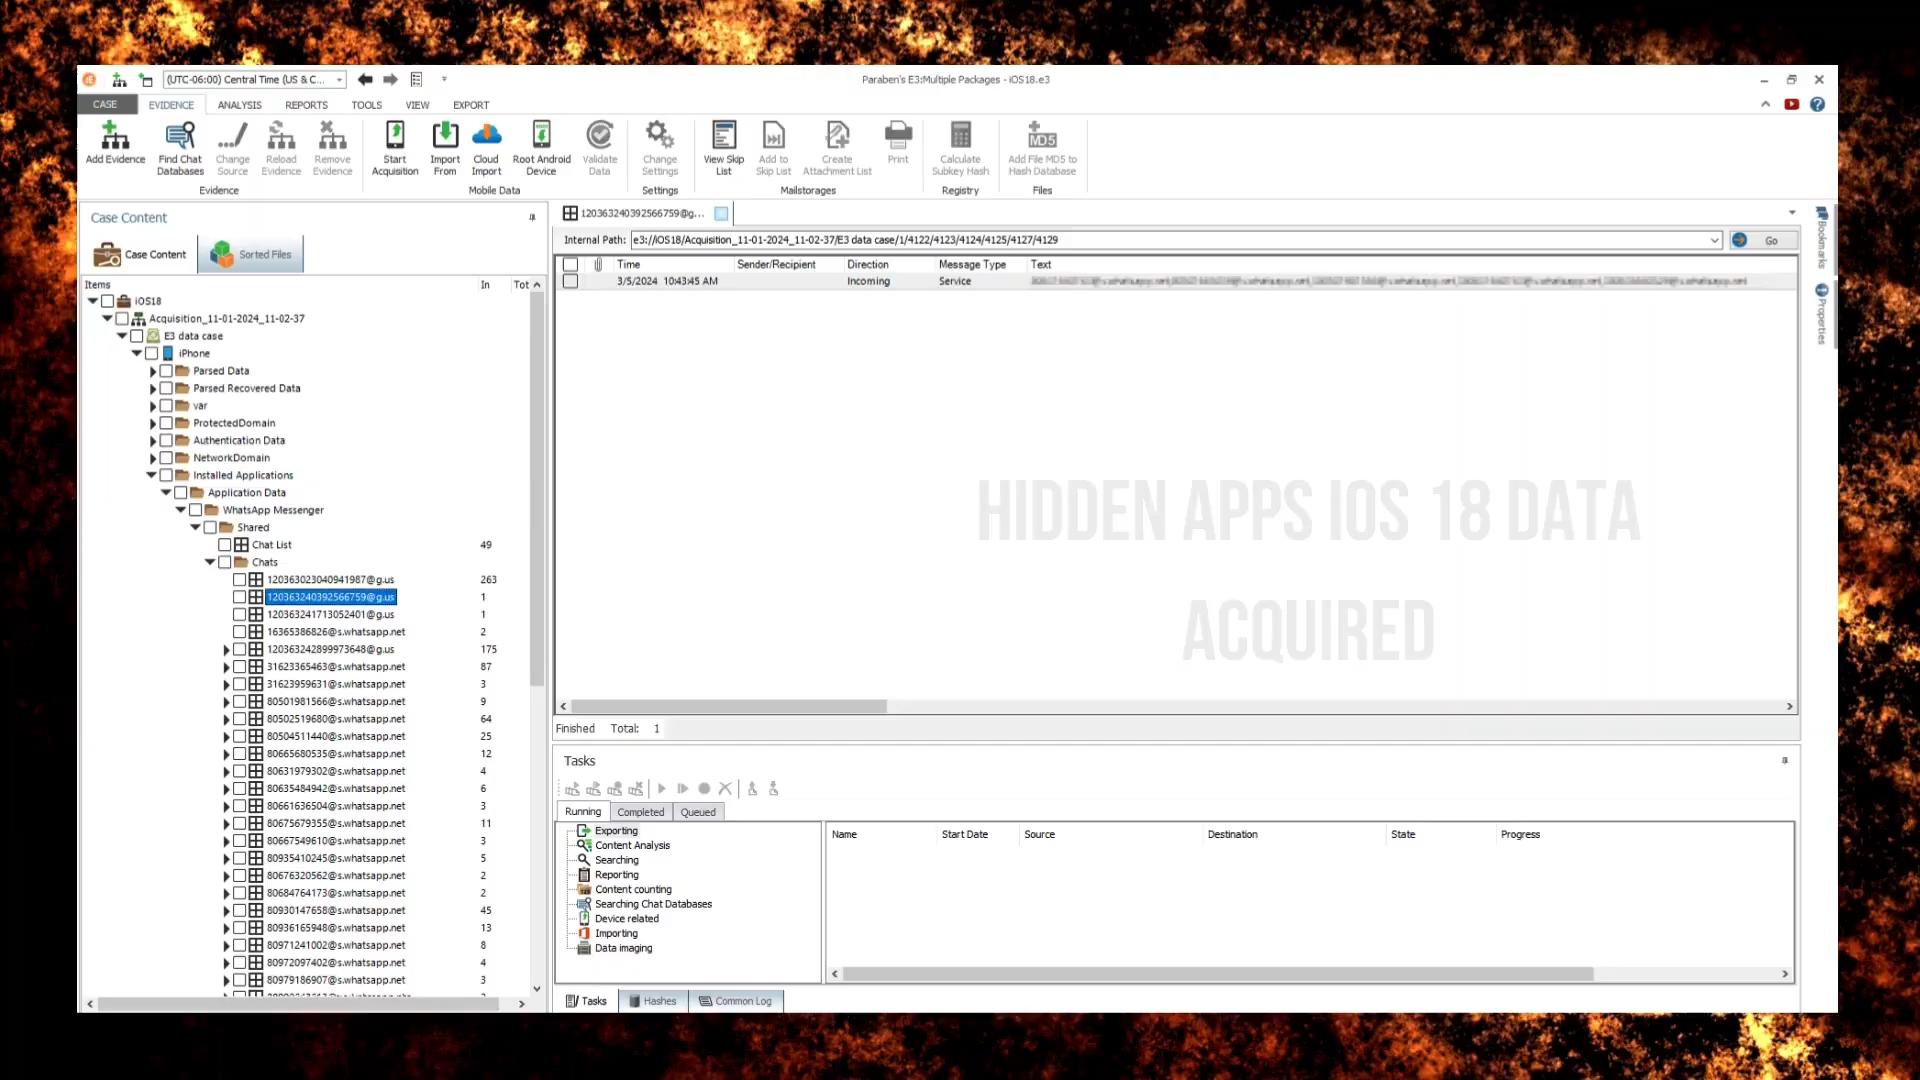 (UTC-06:00) Central Time (US & C...
Paraben's E3:Multiple Packages - iOS18.e3
CASE EVIDENCE ANALYSIS REPORTS TOOLS VIEW EXPORT
Add Evidence
Find Chat Databases
Change Source
Reload Evidence
Remove Evidence
Evidence
Start Acquisition
Import From
Cloud Import
Root Android Device
Validate Data
Mobile Data
Change Settings
Settings
View Skip List
Add to Skip List
Create Attachment List
Print
Mailstorages
Calculate Subkey Hash
Registry
MD5
Add File MD5 to Hash Database
Files
Case Content
Case Content Sorted Files
Items In Tot
iOS18
Acquisition_11-01-2024_11-02-37
E3 data case
iPhone
Parsed Data
Parsed Recovered Data
var
ProtectedDomain
Authentication Data
NetworkDomain
Installed Applications
Application Data
WhatsApp Messenger
Shared
Chat List 49
Chats
120363023040941987@g.us 263
120363240392566759@g.us 1
120363241713052401@g.us 1
16365386826@s.whatsapp.net 2
120363242899973648@g.us 175
31623365463@s.whatsapp.net 87
31623959631@s.whatsapp.net 3
80501981566@s.whatsapp.net 9
80502519680@s.whatsapp.net 64
80504511440@s.whatsapp.net 25
80665680535@s.whatsapp.net 12
80631979302@s.whatsapp.net 4
80635484942@s.whatsapp.net 6
80661636504@s.whatsapp.net 3
80675679355@s.whatsapp.net 11
80667549610@s.whatsapp.net 3
80935410245@s.whatsapp.net 5
80676320562@s.whatsapp.net 2
80684764173@s.whatsapp.net 2
80930147658@s.whatsapp.net 45
80936165948@s.whatsapp.net 13
80971241002@s.whatsapp.net 8
80972097402@s.whatsapp.net 4
80979186907@s.whatsapp.net 3
120363240392566759@g...
Internal Path: e3://iOS18/Acquisition_11-01-2024_11-02-37/E3 data case/1/4122/4123/4124/4125/4127/4129 Go
Time Sender/Recipient Direction Message Type Text
3/5/2024 10:43:45 AM Incoming Service
HIDDEN APPS IOS 18 DATA
ACQUIRED
Finished Total: 1
Bookmarks
Properties
Tasks
Running Completed Queued
Exporting
Content Analysis
Searching
Reporting
Content counting
Searching Chat Databases
Device related
Importing
Data imaging
Name Start Date Source Destination State Progress
Tasks Hashes Common Log